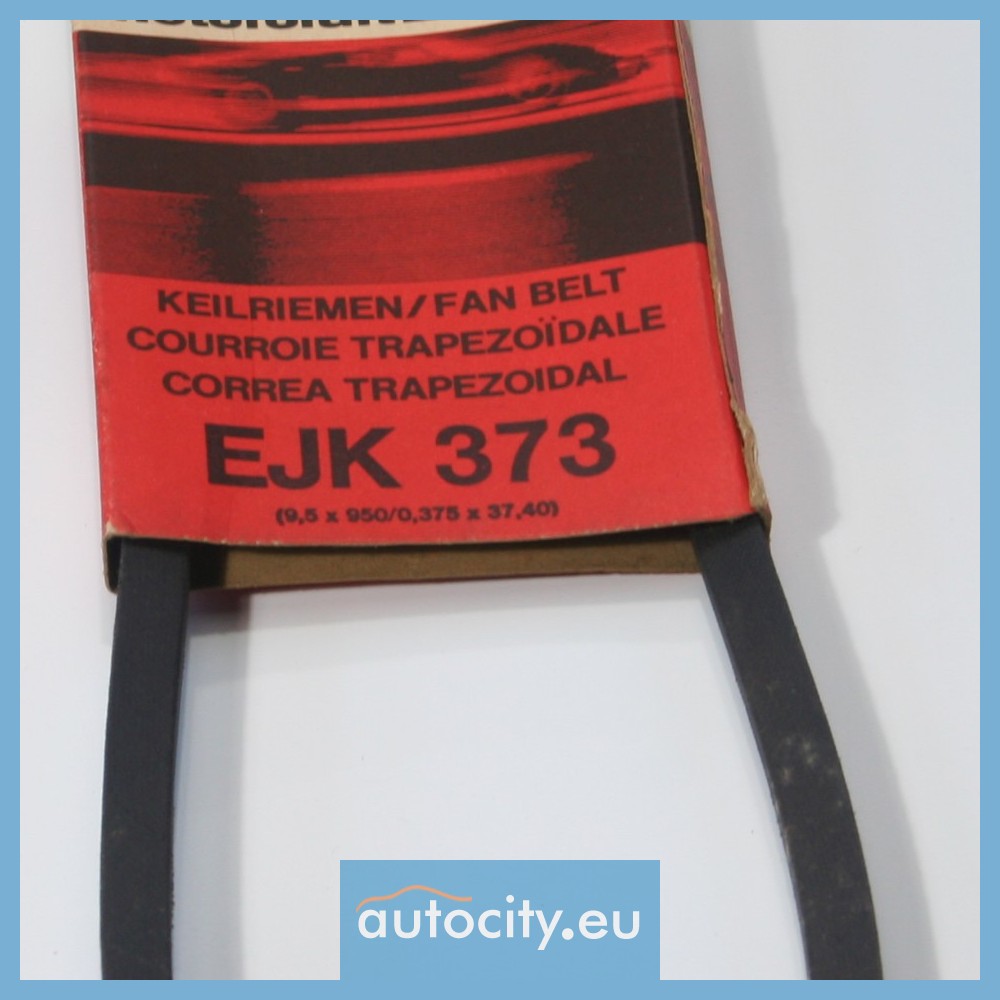 KEILRIEMEN/FAN BELT
COURROIE TRAPEZOÏDALE
CORREA TRAPEZOIDAL
EJK 373
(9,5 x 950/0,375 x 37,40)
autocity.eu